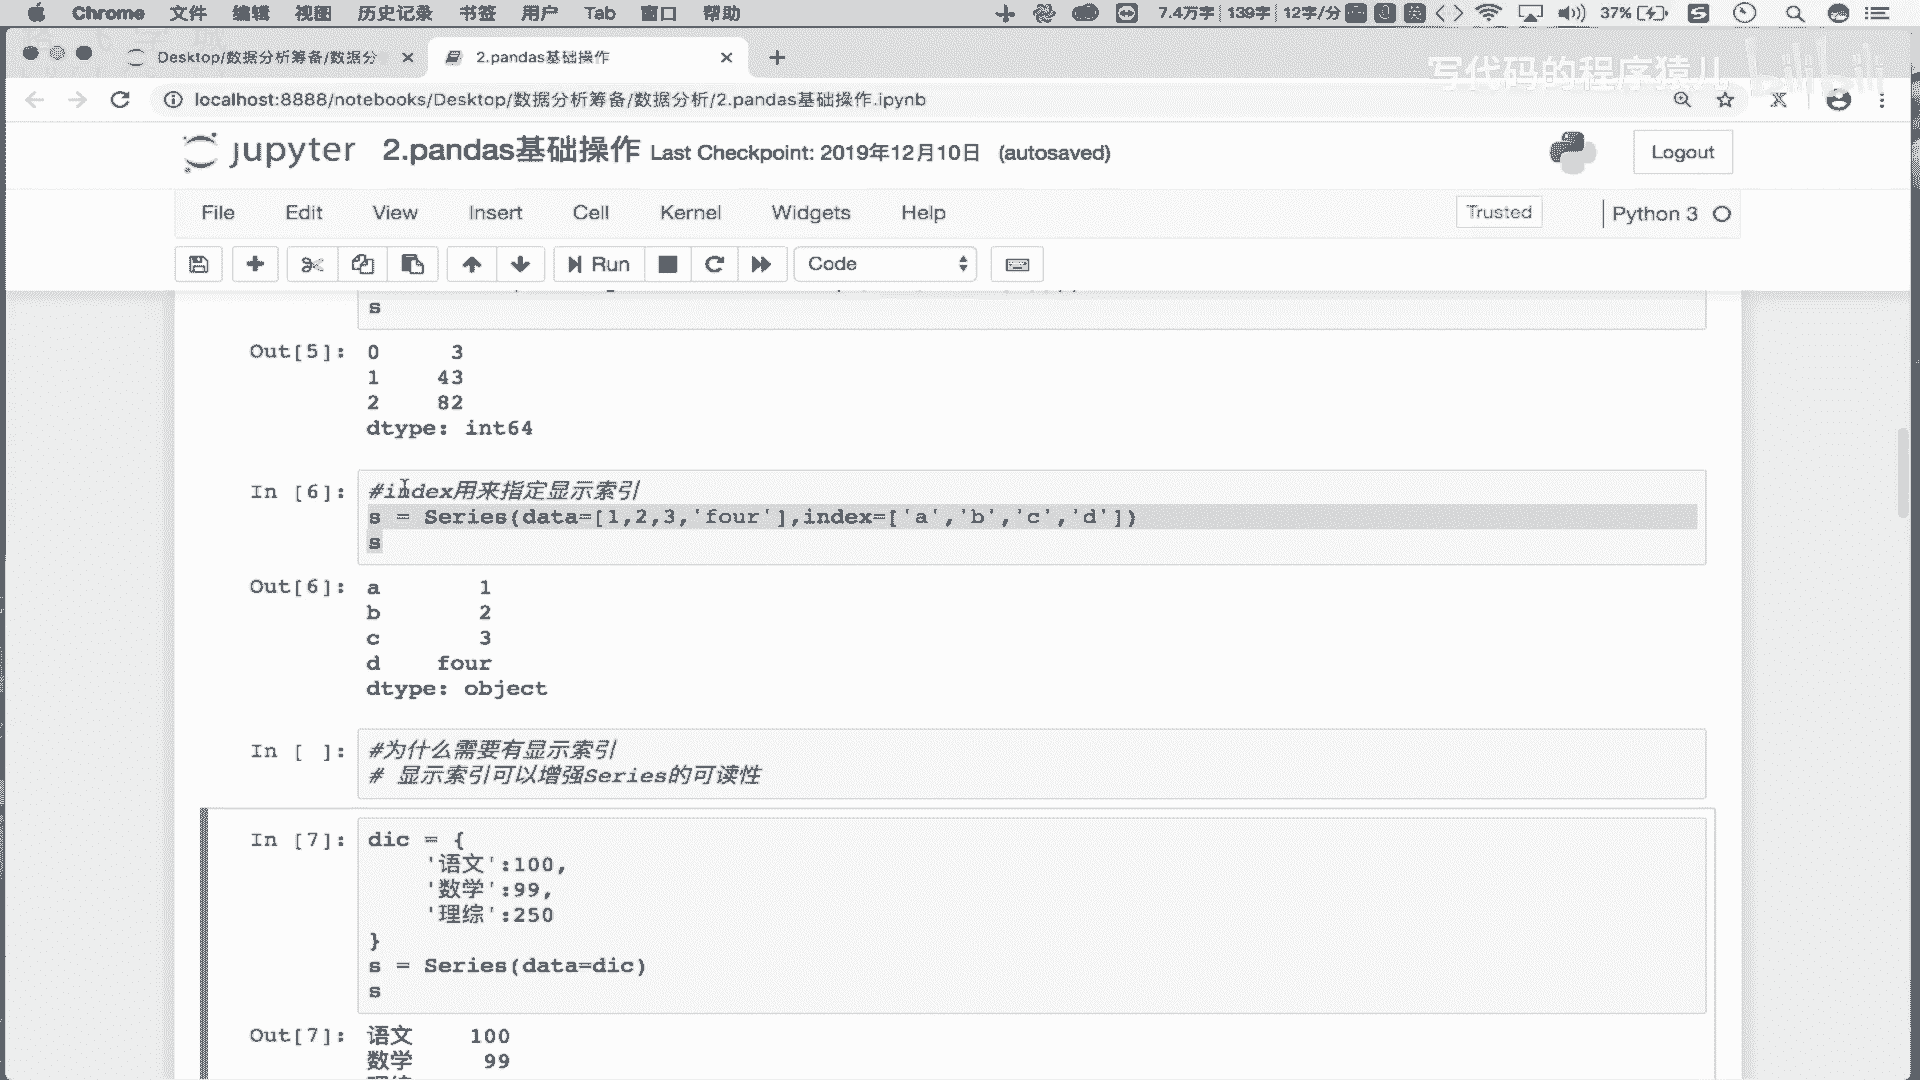 Chrome 文件 编辑 视图 历史记录 书签 用户 Tab 窗口 帮助 7.4万字 139字 12字/分 英 37%
Desktop/数据分析筹备/数据分
2.pandas基础操作
写代码的程序猿儿 bilibili
localhost:8888/notebooks/Desktop/数据分析筹备/数据分析/2.pandas基础操作.ipynb
jupyter 2.pandas基础操作 Last Checkpoint: 2019年12月10日 (autosaved)
Logout
File Edit View Insert Cell Kernel Widgets Help
Trusted
Python 3
Run
Code
s
Out[5]: 0 3
1 43
2 82
dtype: int64
In [6]: #index用来指定显示索引
s = Series(data=[1,2,3,'four'],index=['a','b','c','d'])
s
Out[6]: a 1
b 2
c 3
d four
dtype: object
In [ ]: #为什么需要有显示索引
# 显示索引可以增强Series的可读性
In [7]: dic = {
'语文':100,
'数学':99,
'理综':250
}
s = Series(data=dic)
s
Out[7]: 语文 100
数学 99